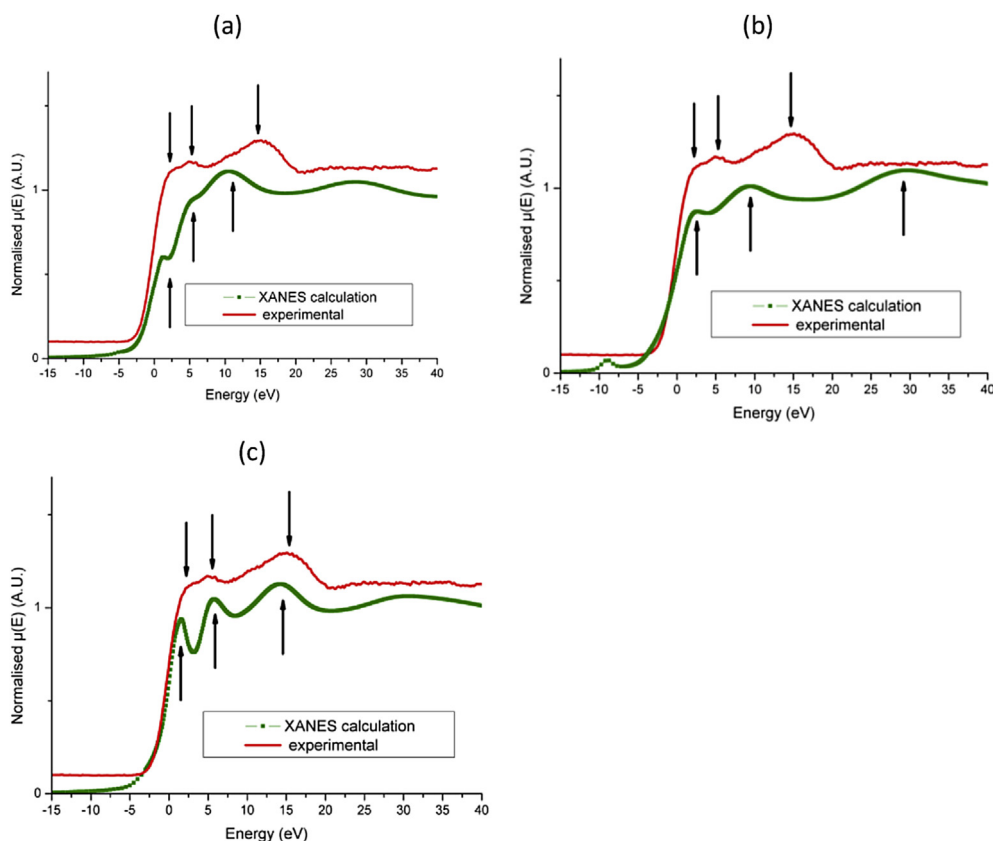 (a)
Normalised μ(E) (A.U.)
1
0
XANES calculation
experimental
-15 -10 -5 0 5 10 15 20 25 30 35 40
Energy (eV)
(b)
Normalised μ(E) (A.U.)
1
0
XANES calculation
experimental
-15 -10 -5 0 5 10 15 20 25 30 35 40
Energy (eV)
(c)
Normalised μ(E) (A.U.)
1
0
XANES calculation
experimental
-15 -10 -5 0 5 10 15 20 25 30 35 40
Energy (eV)